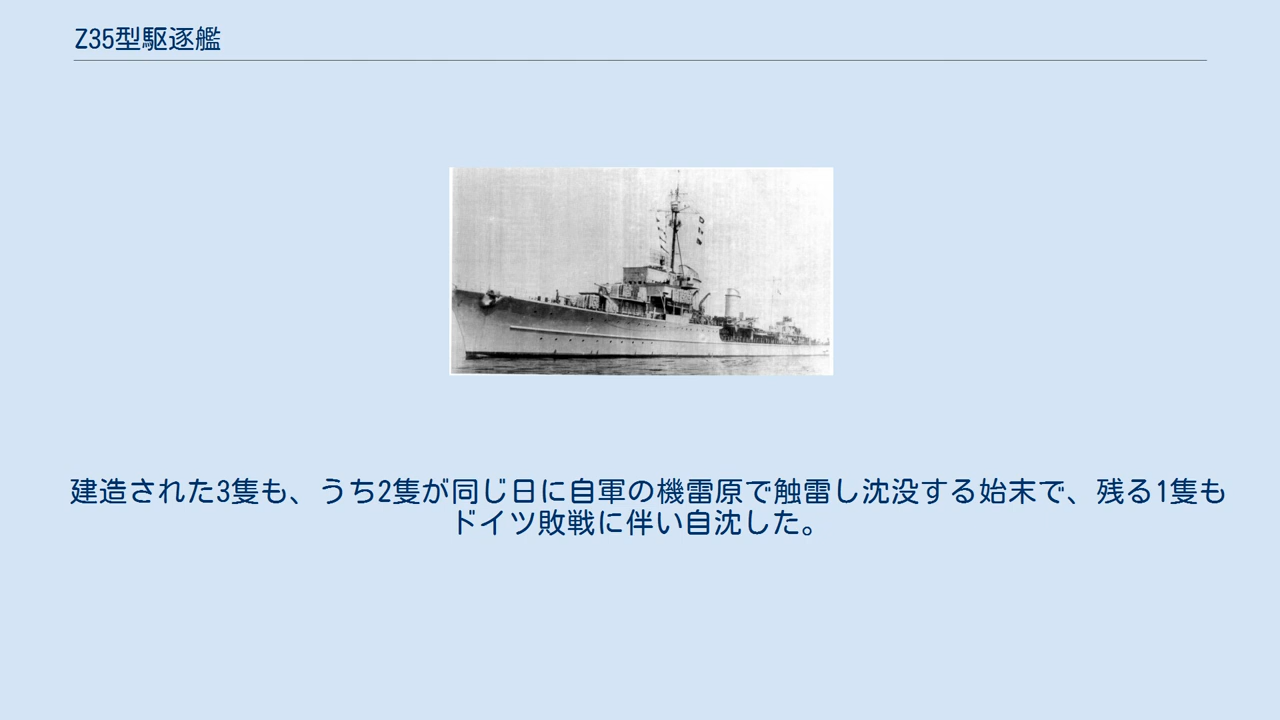 Z35型駆逐艦
建造された3隻も、うち2隻が同じ日に自軍の機雷原で触雷し沈没する始末で、残る1隻も
ドイツ敗戦に伴い自沈した。